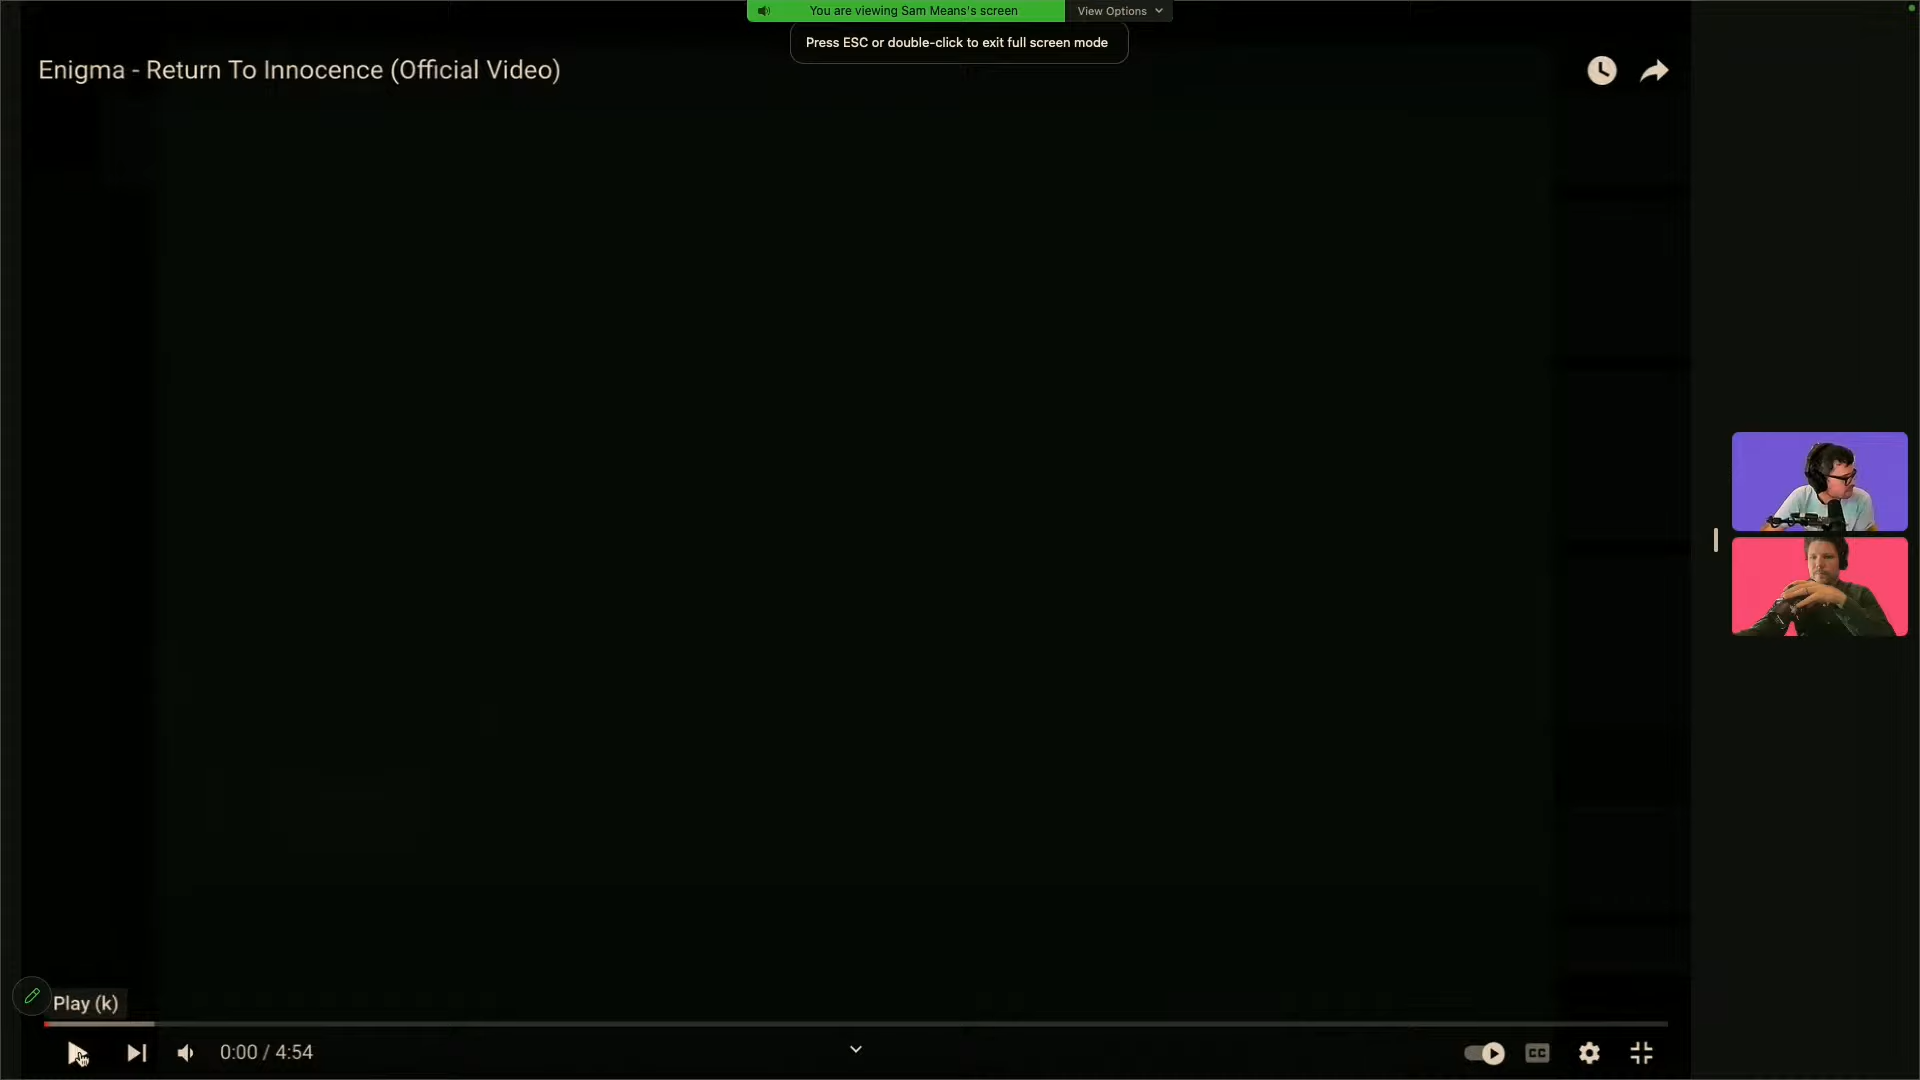 You are viewing Sam Means's screen
View Options
Press ESC or double-click to exit full screen mode
Enigma - Return To Innocence (Official Video)
Play (k)
0:00 / 4:54
CC